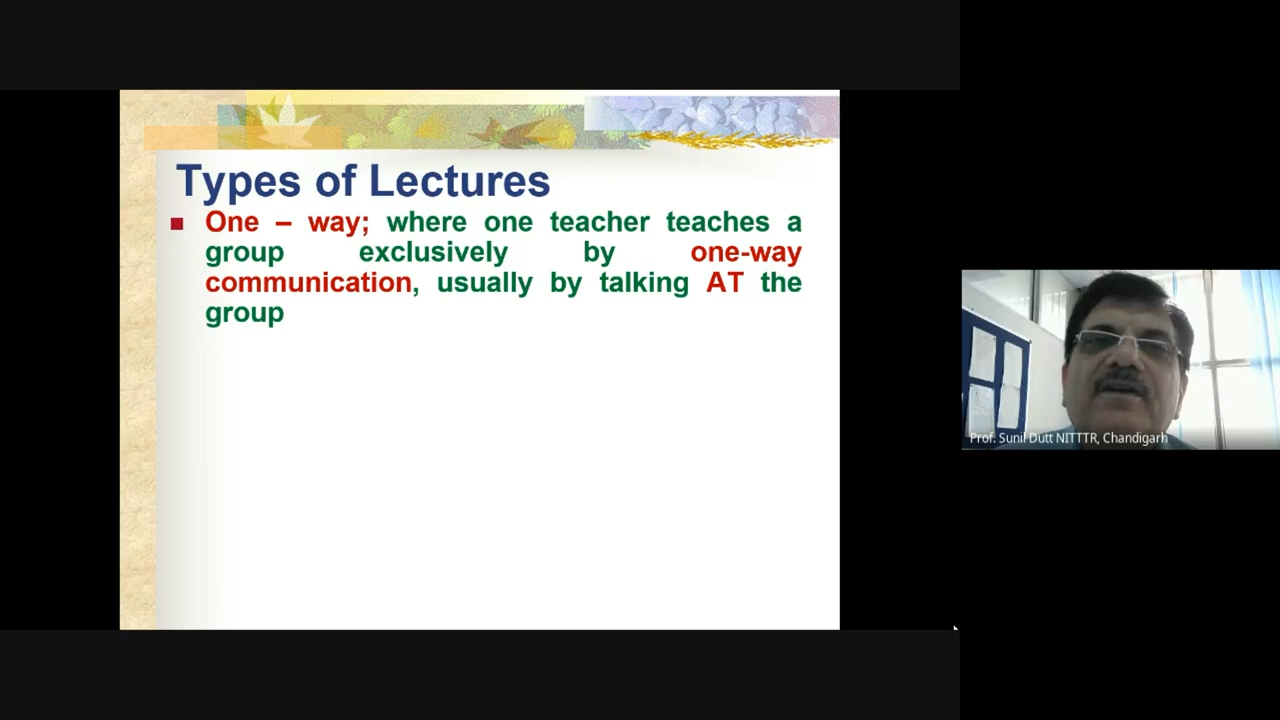 Types of Lectures
One – way; where one teacher teaches a
group exclusively by one-way
communication, usually by talking AT the
group
Prof. Sunil Dutt NITTTR, Chandigarh